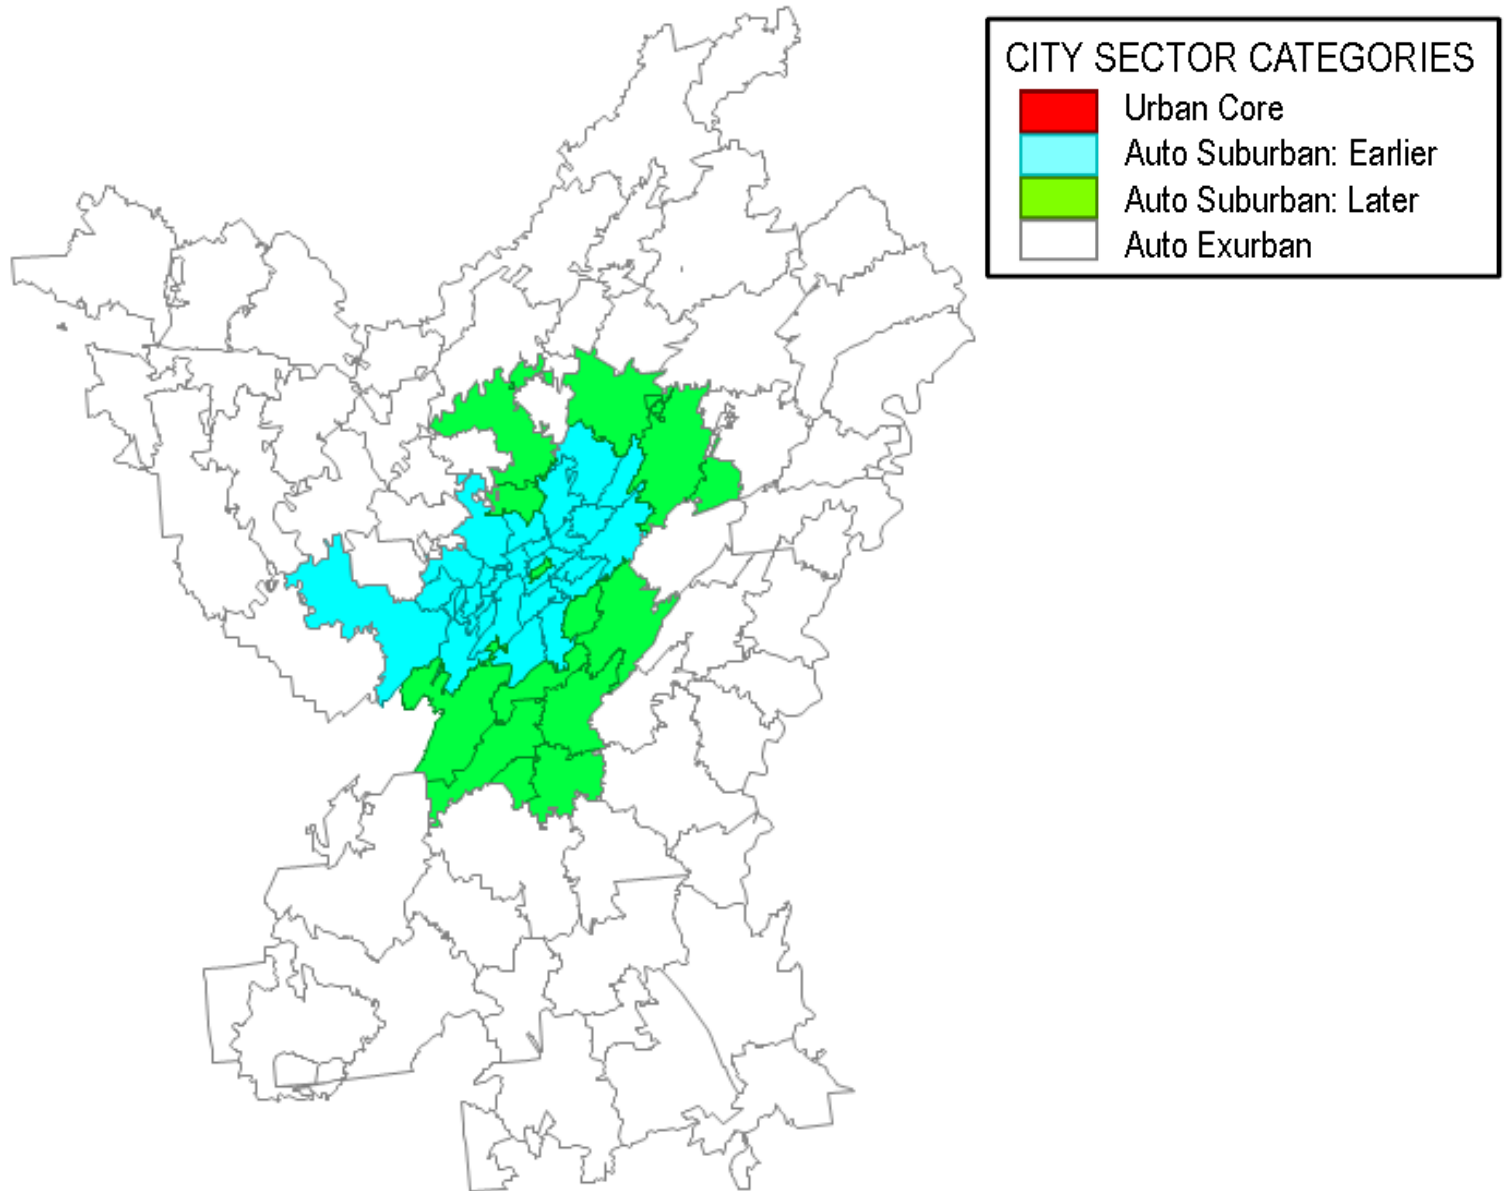 CITY SECTOR CATEGORIES
Urban Core
Auto Suburban: Earlier
Auto Suburban: Later
Auto Exurban